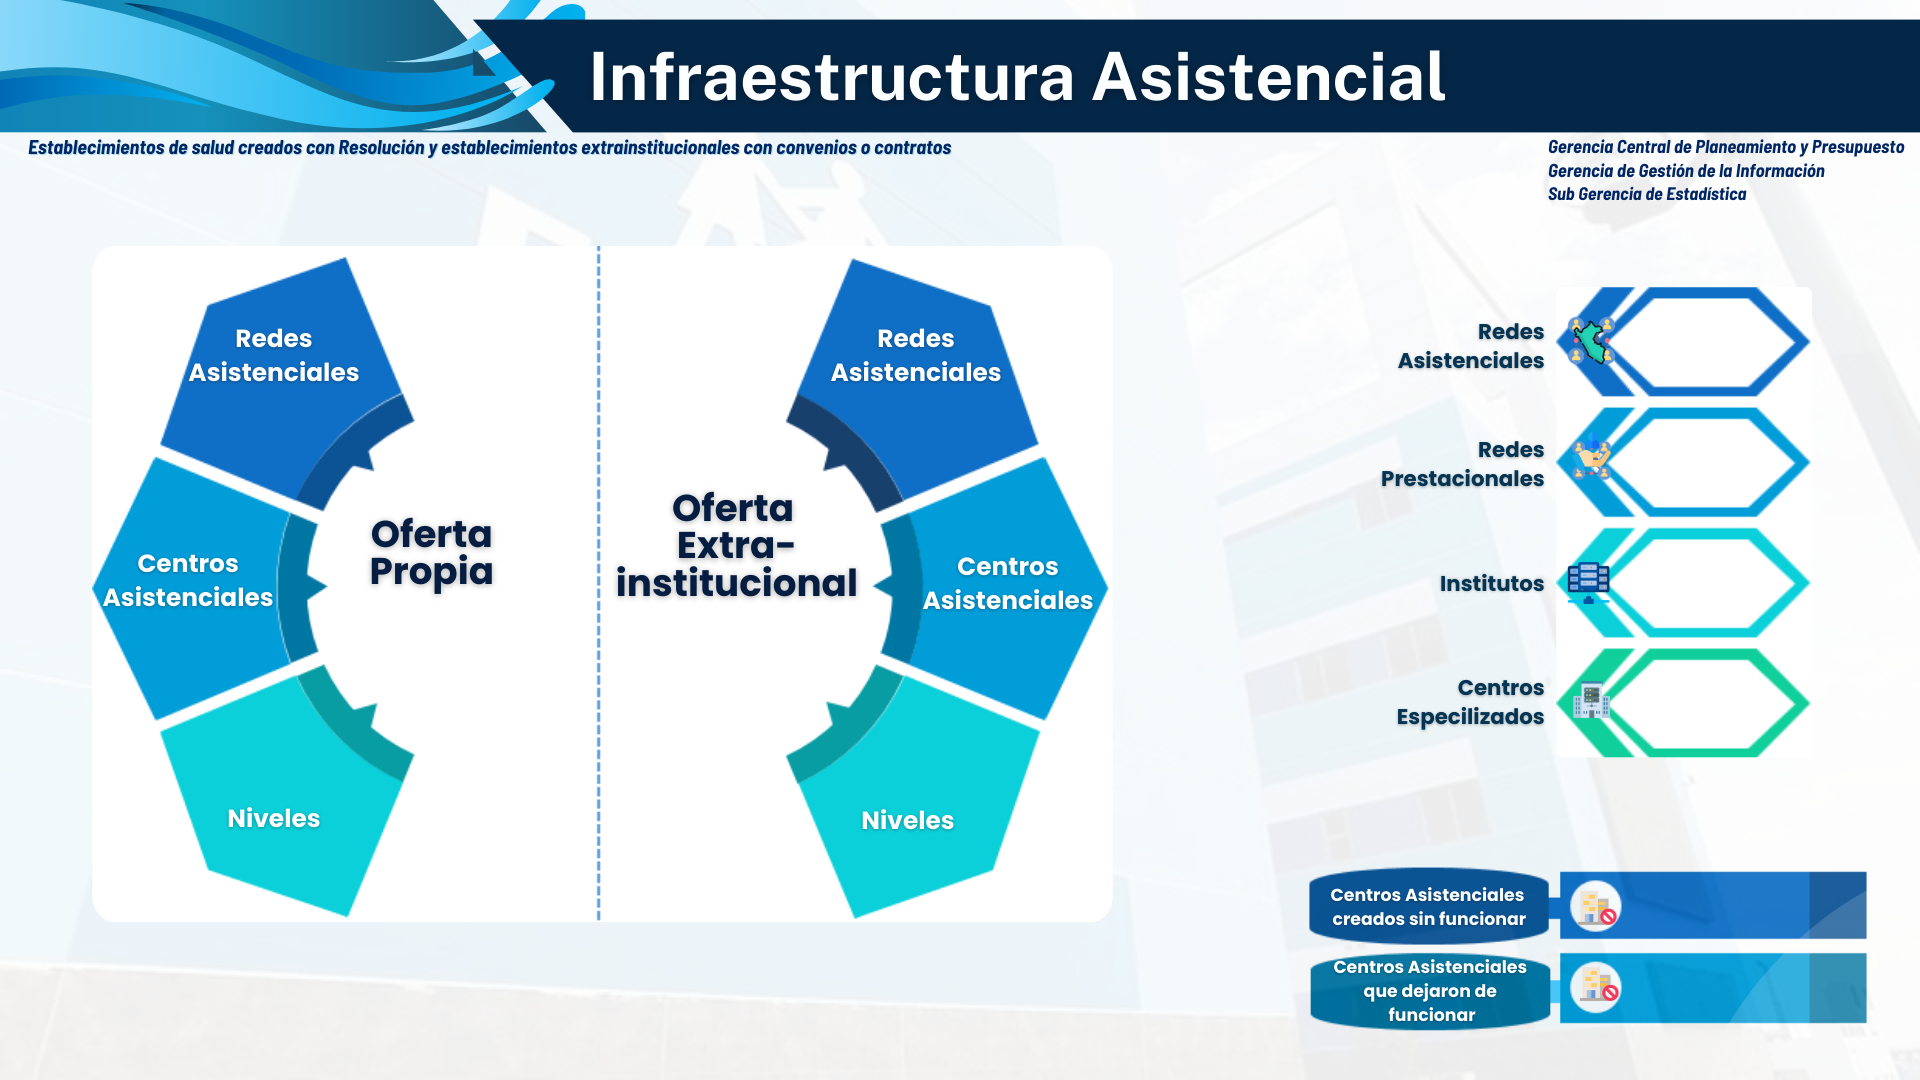 Infraestructura Asistencial
Establecimientos de salud creados con Resolución y establecimientos extrainstitucionales con convenios o contratos
Gerencia Central de Planeamiento y Presupuesto
Gerencia de Gestión de la Información
Sub Gerencia de Estadística
Redes
Asistenciales
Centros
Asistenciales
Niveles
Oferta
Propia
Oferta
Extra-
institucional
Redes
Asistenciales
Centros
Asistenciales
Niveles
Redes
Asistenciales
Redes
Prestacionales
Institutos
Centros
Especilizados
Centros Asistenciales
creados sin funcionar
Centros Asistenciales
que dejaron de
funcionar